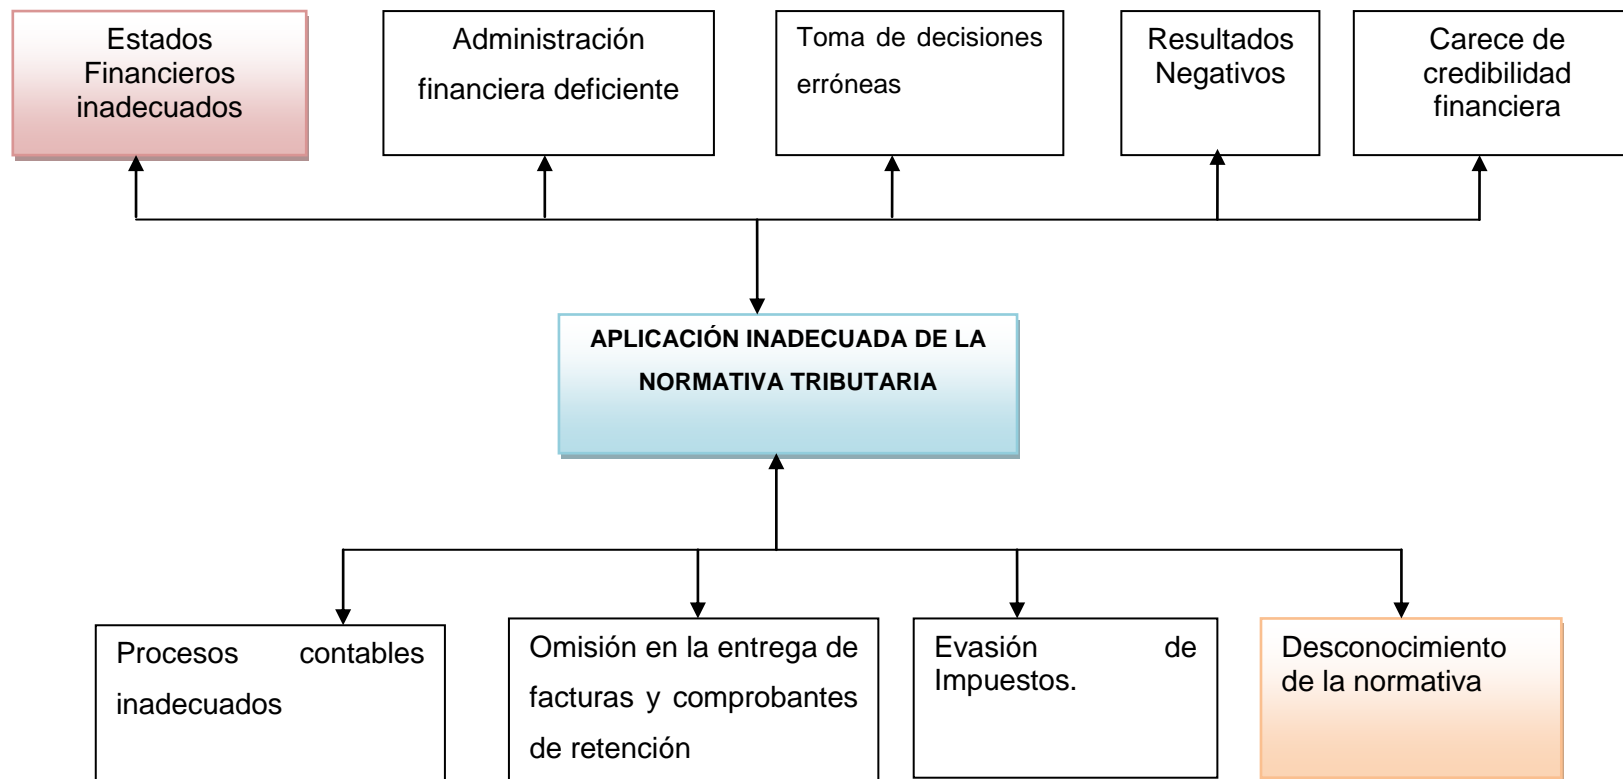 Estados
Financieros
inadecuados
Administración
financiera deficiente
Toma de decisiones
erróneas
Resultados
Negativos
Carece de
credibilidad
financiera
APLICACIÓN INADECUADA DE LA
NORMATIVA TRIBUTARIA
Procesos contables
inadecuados
Omisión en la entrega de
facturas y comprobantes
de retención
Evasión de
Impuestos.
Desconocimiento
de la normativa